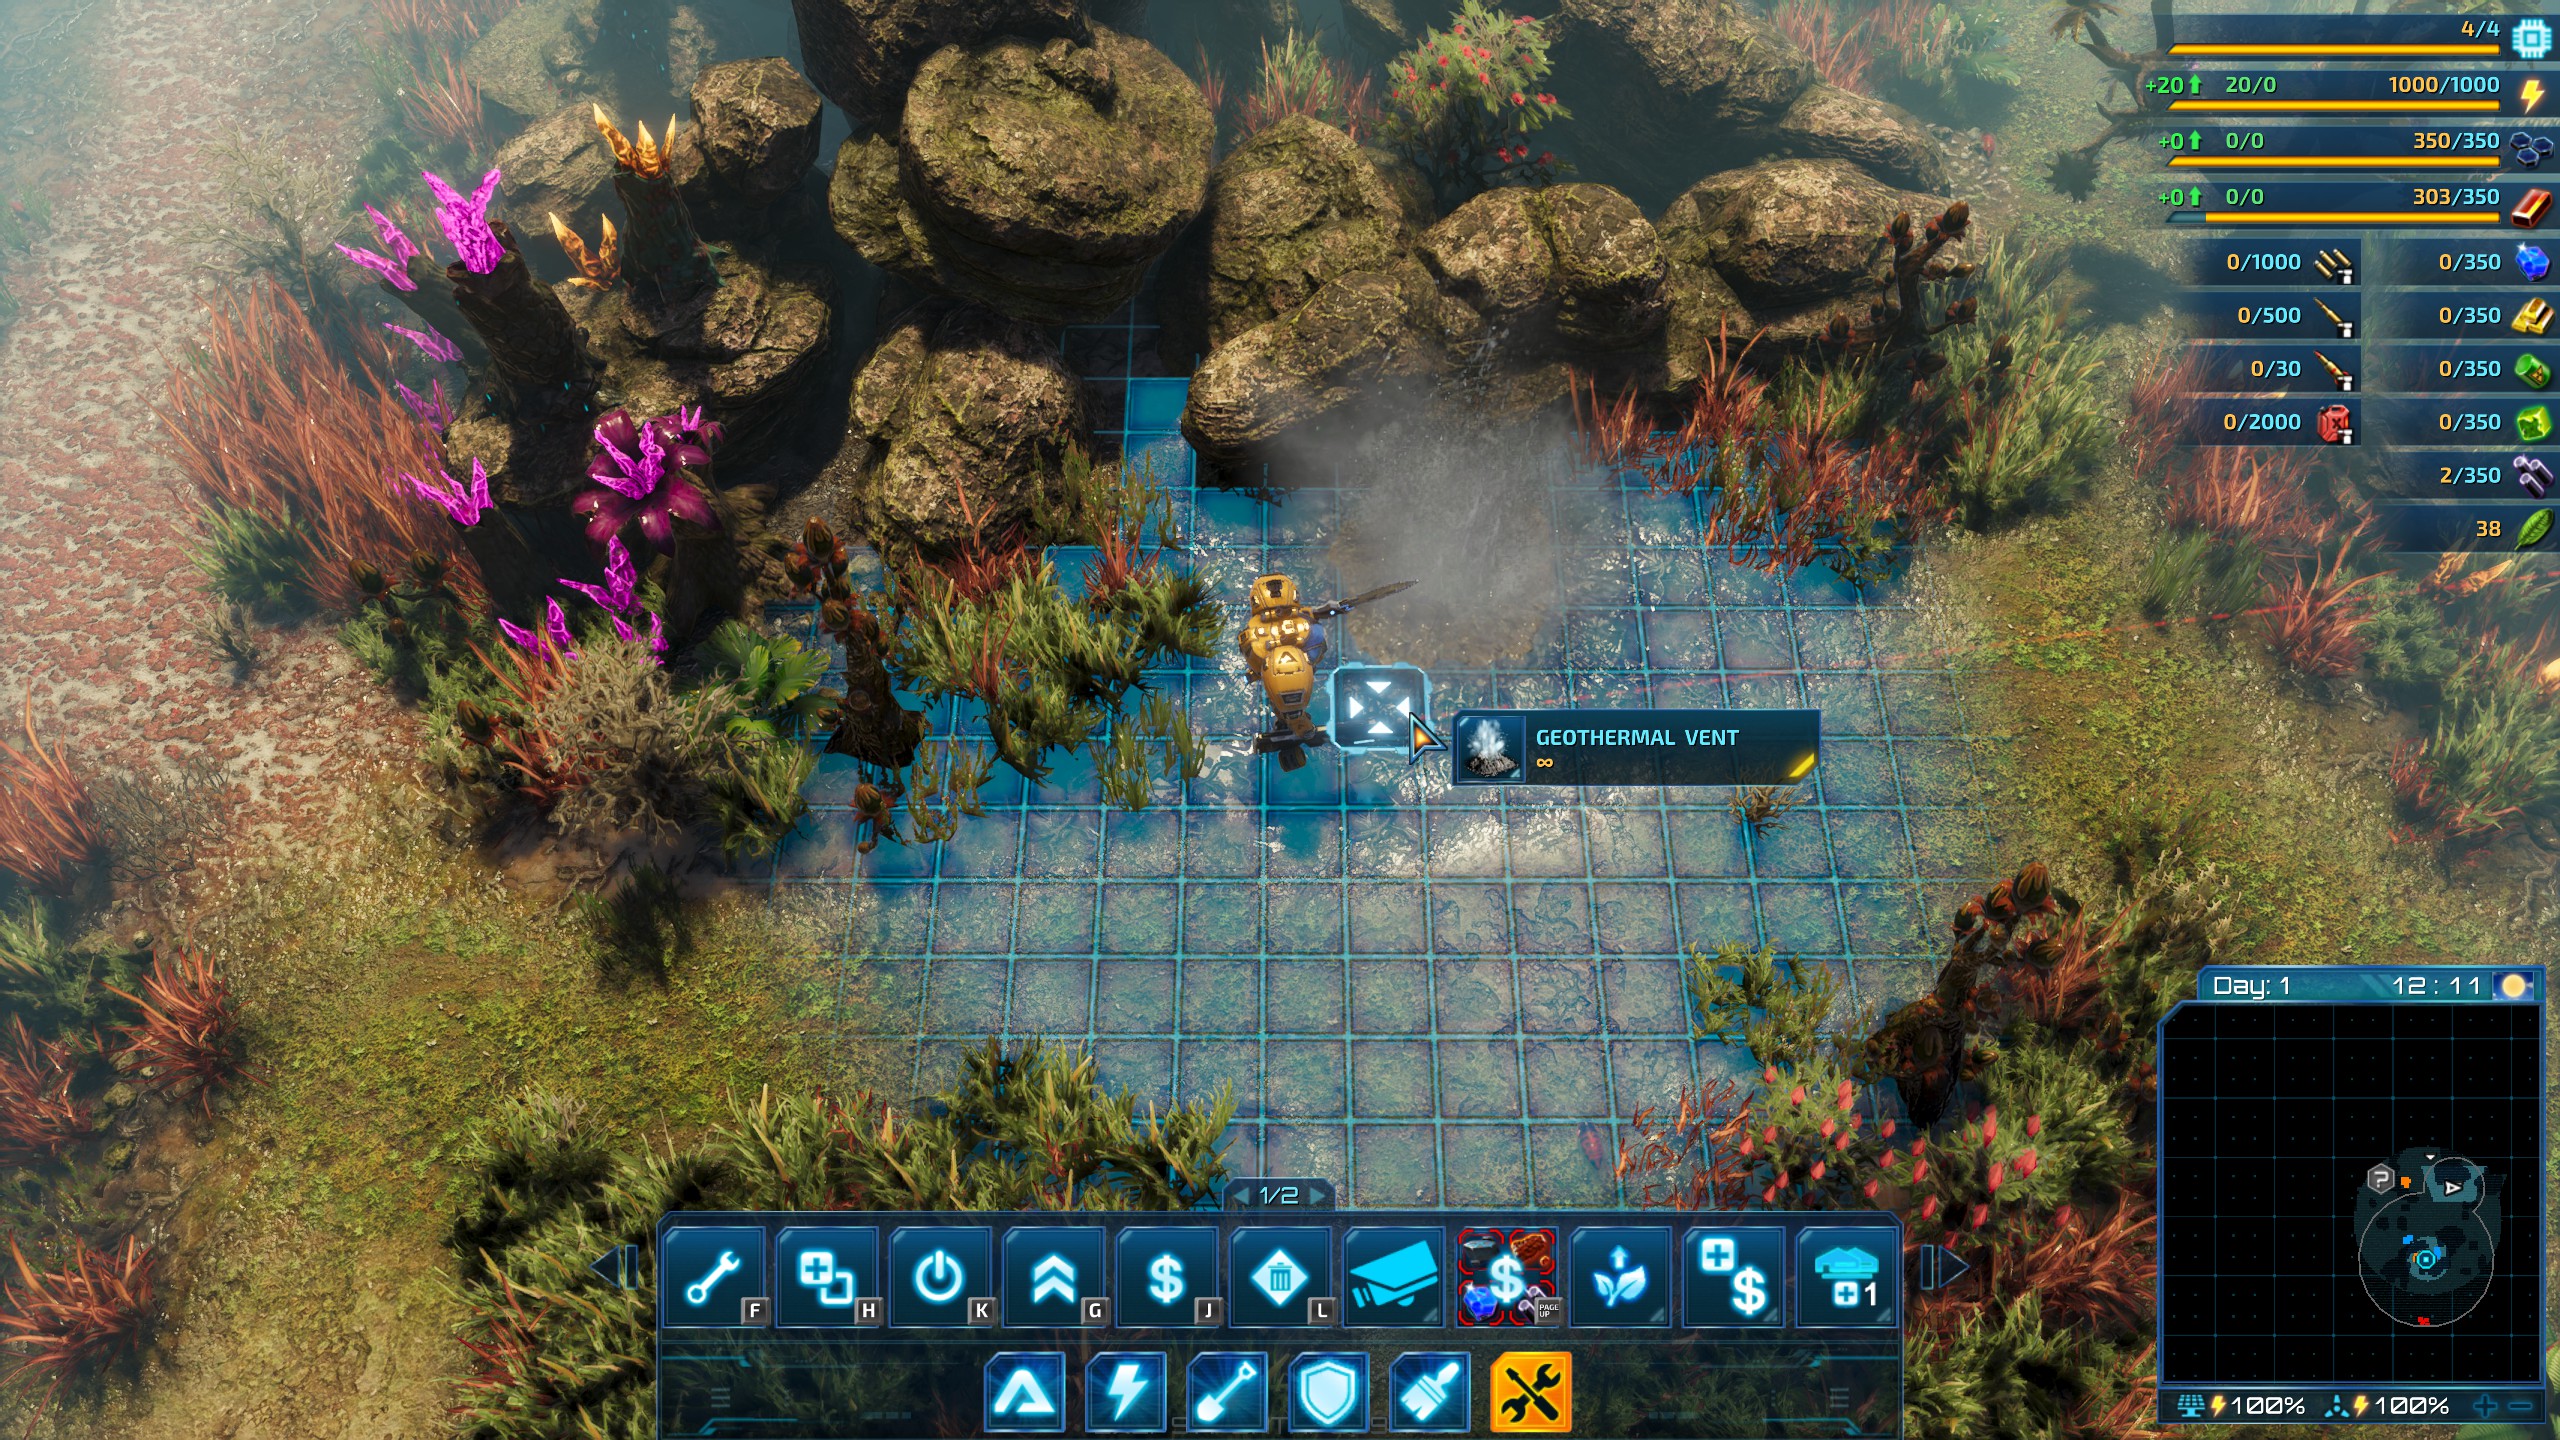 4/4
+20 20/0 1000/1000
+0 0/0 350/350
+0 0/0 303/350
0/1000 0/350
0/500 0/350
0/30 0/350
0/2000 0/350
2/350
38
GEOTHERMAL VENT
∞
Day: 1 12:11
?
1/2
1
F H K G J L PAGE UP
100% 100%